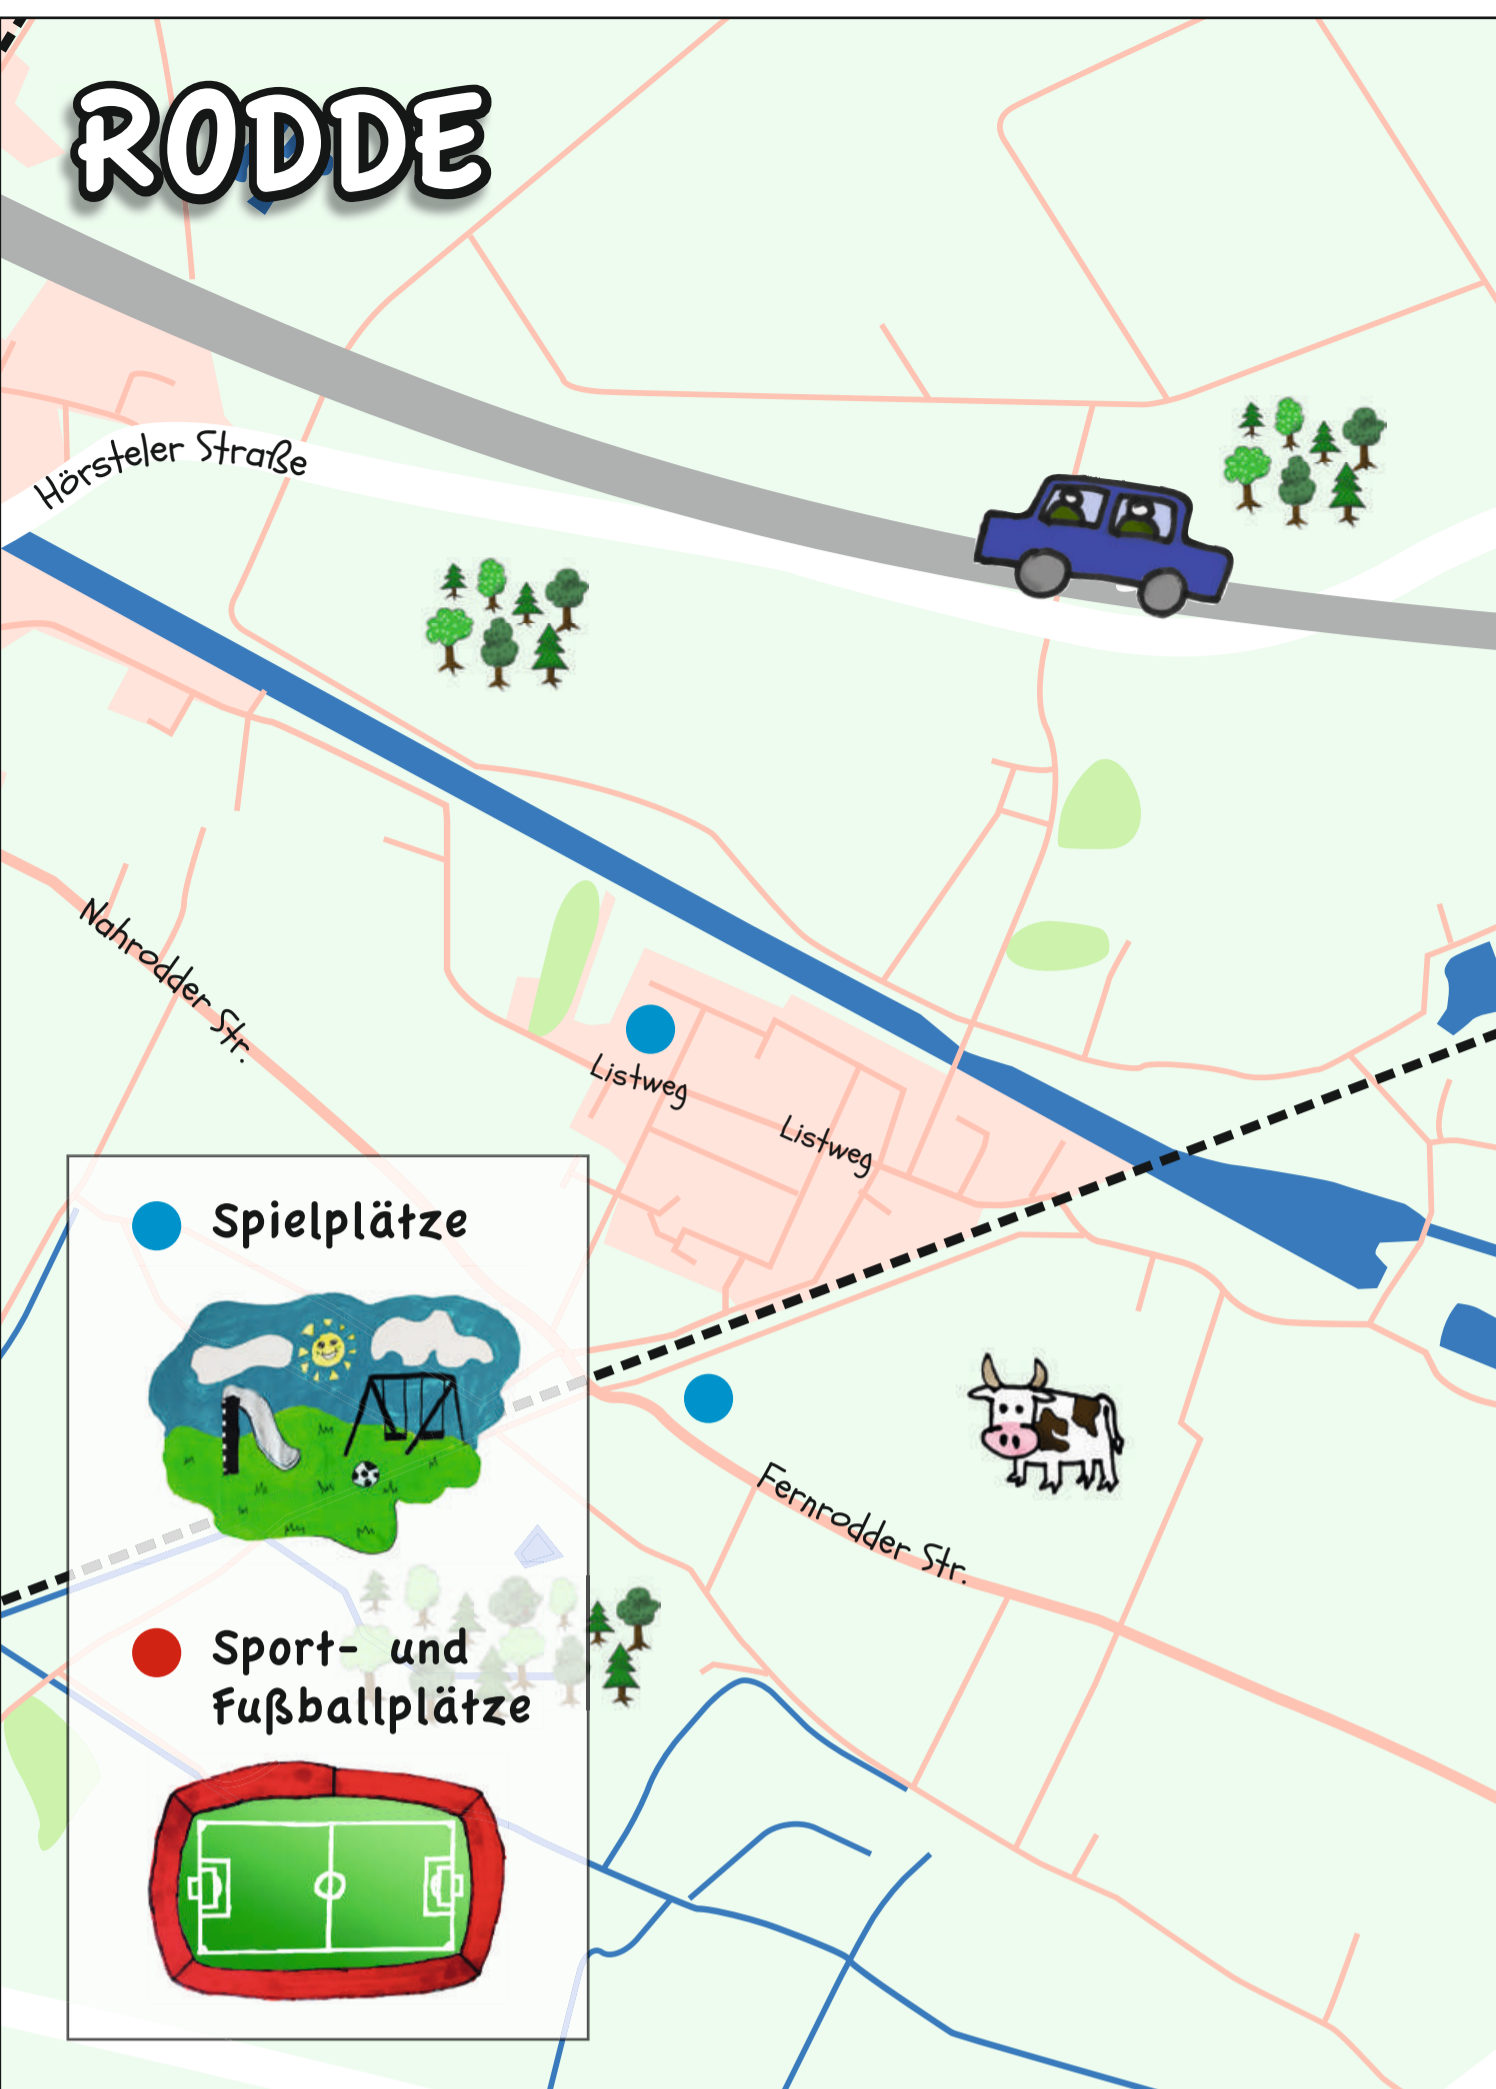 RODDE
Hörsteler Straße
Nahrodder Str.
Listweg
Listweg
Spielplätze
Fernrodder Str.
Sport- und
Fußballplätze